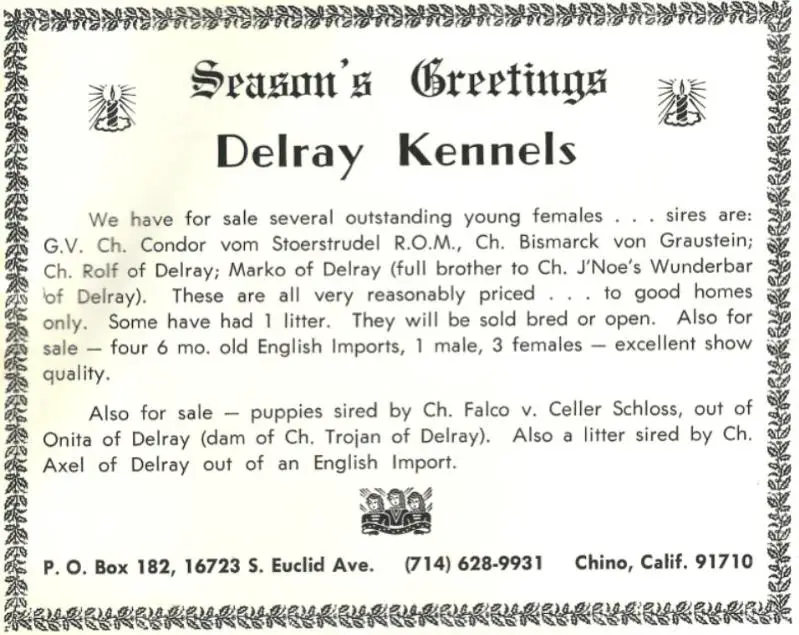 Season's Greetings
Delray Kennels
We have for sale several outstanding young females . . . sires are:
G.V. Ch. Condor vom Stoerstrudel R.O.M., Ch. Bismarck von Graustein;
Ch. Rolf of Delray; Marko of Delray (full brother to Ch. J'Noe's Wunderbar
of Delray). These are all very reasonably priced . . . to good homes
only. Some have had 1 litter. They will be sold bred or open. Also for
sale — four 6 mo. old English Imports, 1 male, 3 females — excellent show
quality.
Also for sale — puppies sired by Ch. Falco v. Celler Schloss, out of
Onita of Delray (dam of Ch. Trojan of Delray). Also a litter sired by Ch.
Axel of Delray out of an English Import.
P. O. Box 182, 16723 S. Euclid Ave. (714) 628-9931 Chino, Calif. 91710